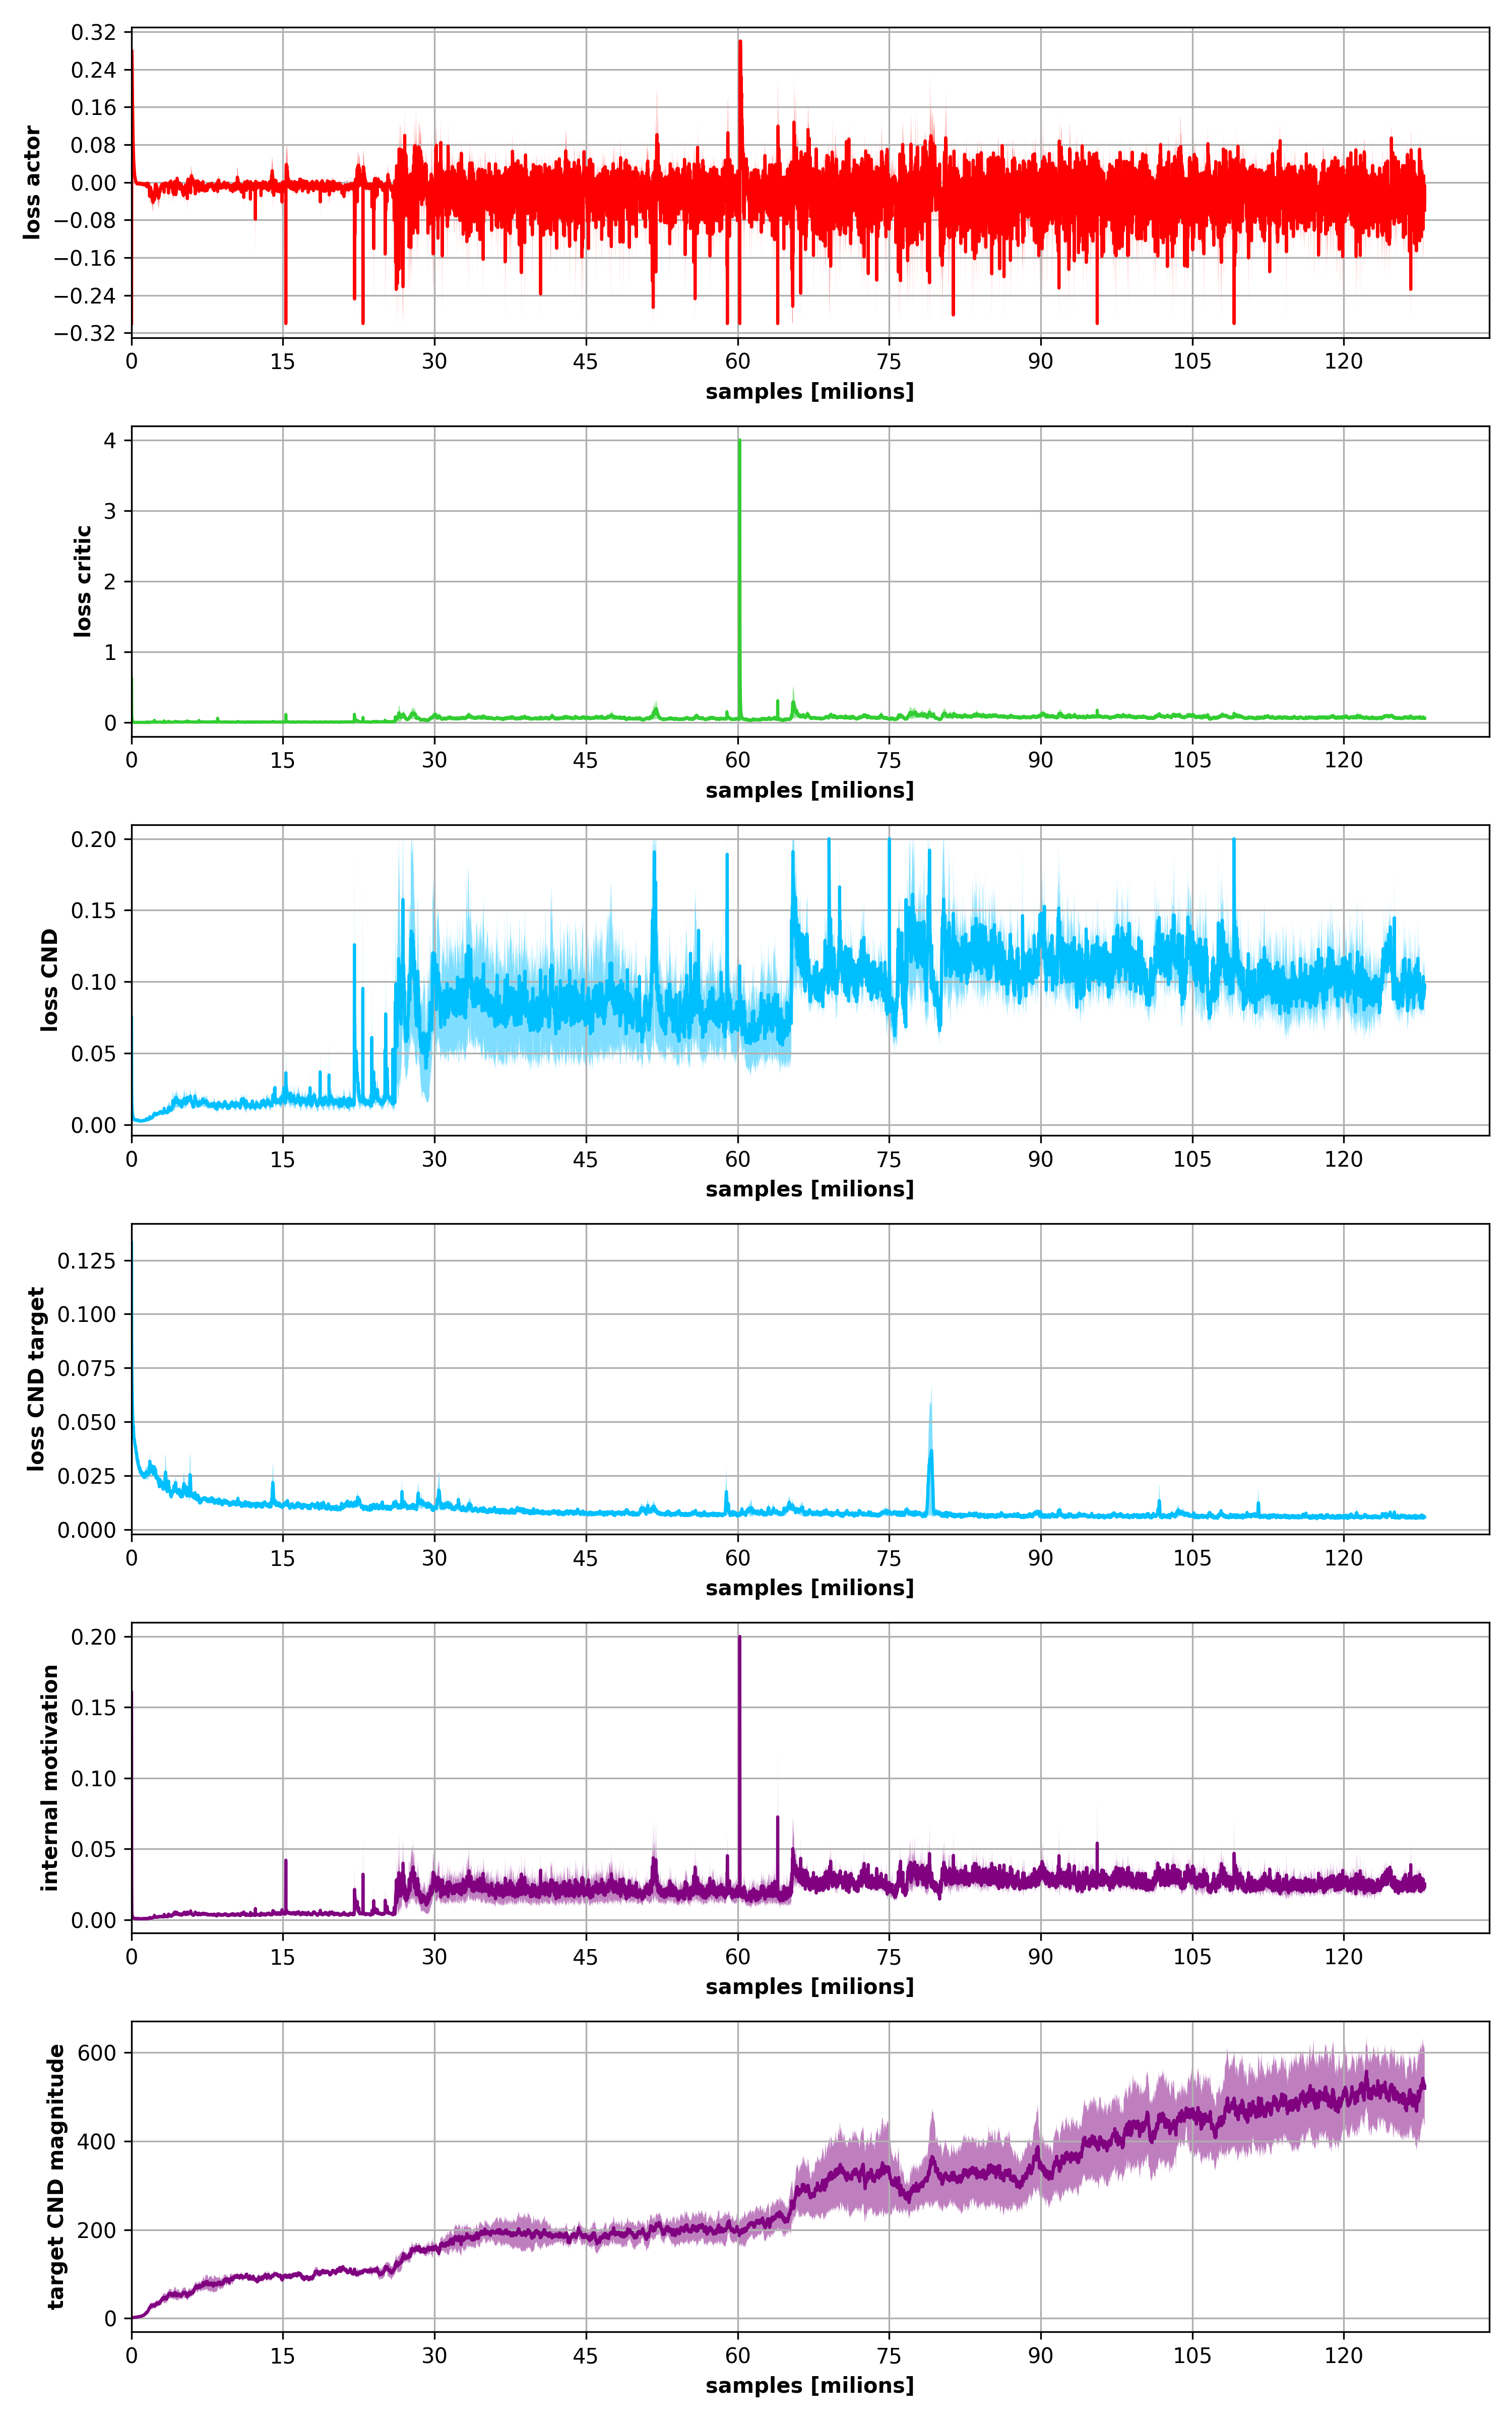 0.32
0.24
0.16
0.08
0.00
−0.08
−0.16
−0.24
−0.32
loss actor
0 15 30 45 60 75 90 105 120
samples [milions]
4
3
2
1
0
loss critic
0 15 30 45 60 75 90 105 120
samples [milions]
0.20
0.15
0.10
0.05
0.00
loss CND
0 15 30 45 60 75 90 105 120
samples [milions]
0.125
0.100
0.075
0.050
0.025
0.000
loss CND target
0 15 30 45 60 75 90 105 120
samples [milions]
0.20
0.15
0.10
0.05
0.00
internal motivation
0 15 30 45 60 75 90 105 120
samples [milions]
600
400
200
0
target CND magnitude
0 15 30 45 60 75 90 105 120
samples [milions]